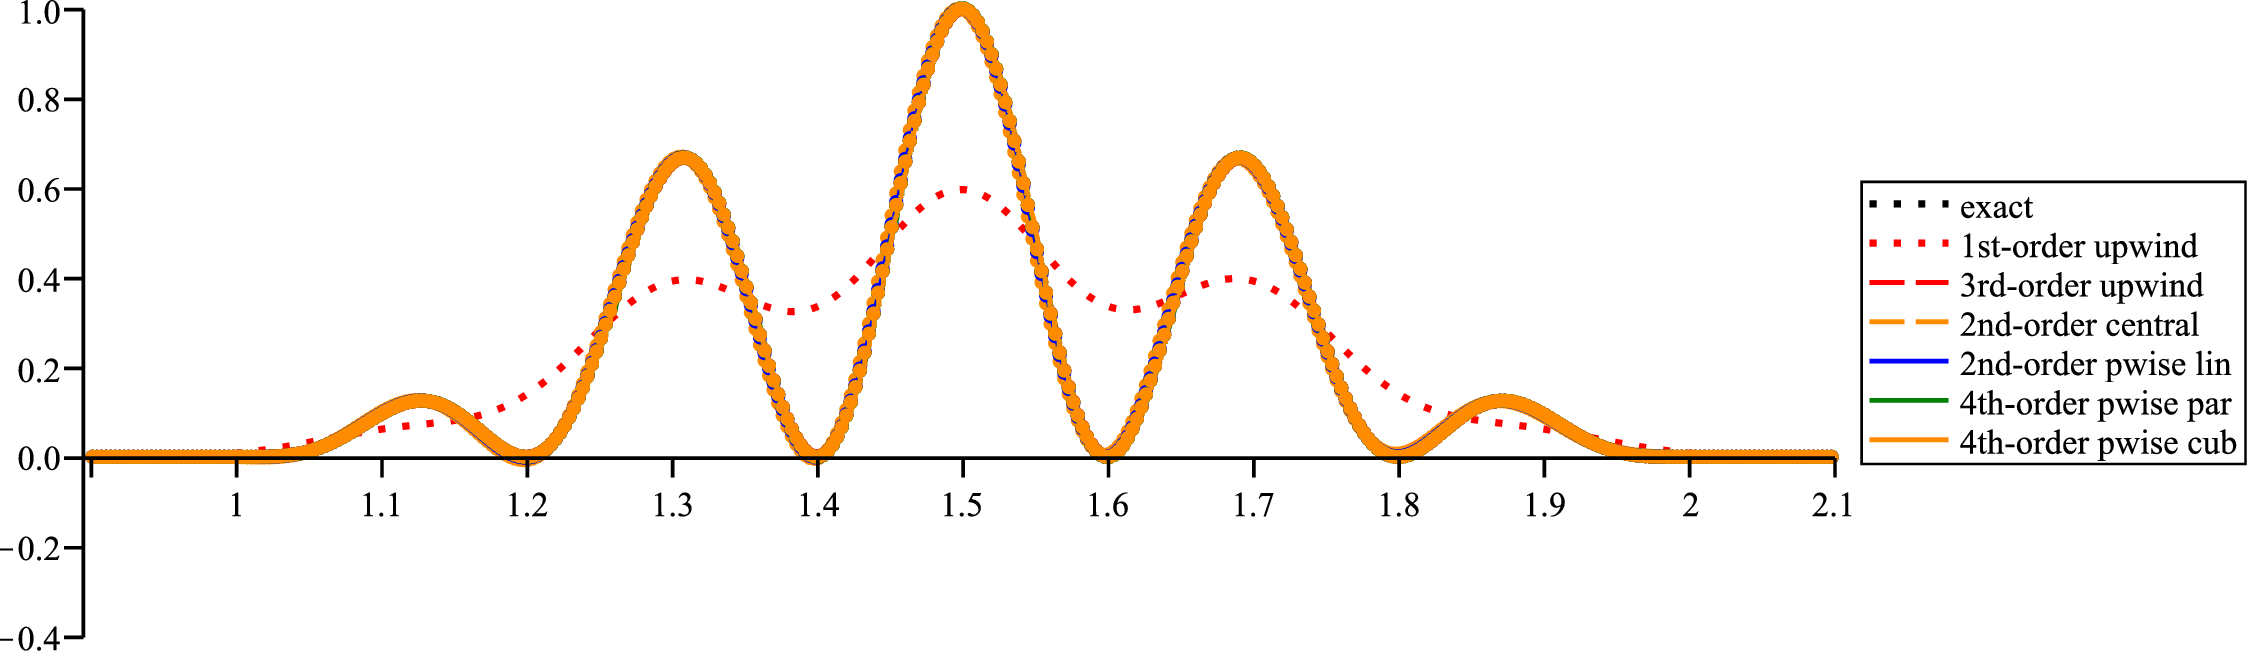 1.0
0.8
0.6
0.4
0.2
0.0
−0.2
−0.4
1 1.1 1.2 1.3 1.4 1.5 1.6 1.7 1.8 1.9 2 2.1
exact
1st-order upwind
3rd-order upwind
2nd-order central
2nd-order pwise lin
4th-order pwise par
4th-order pwise cub